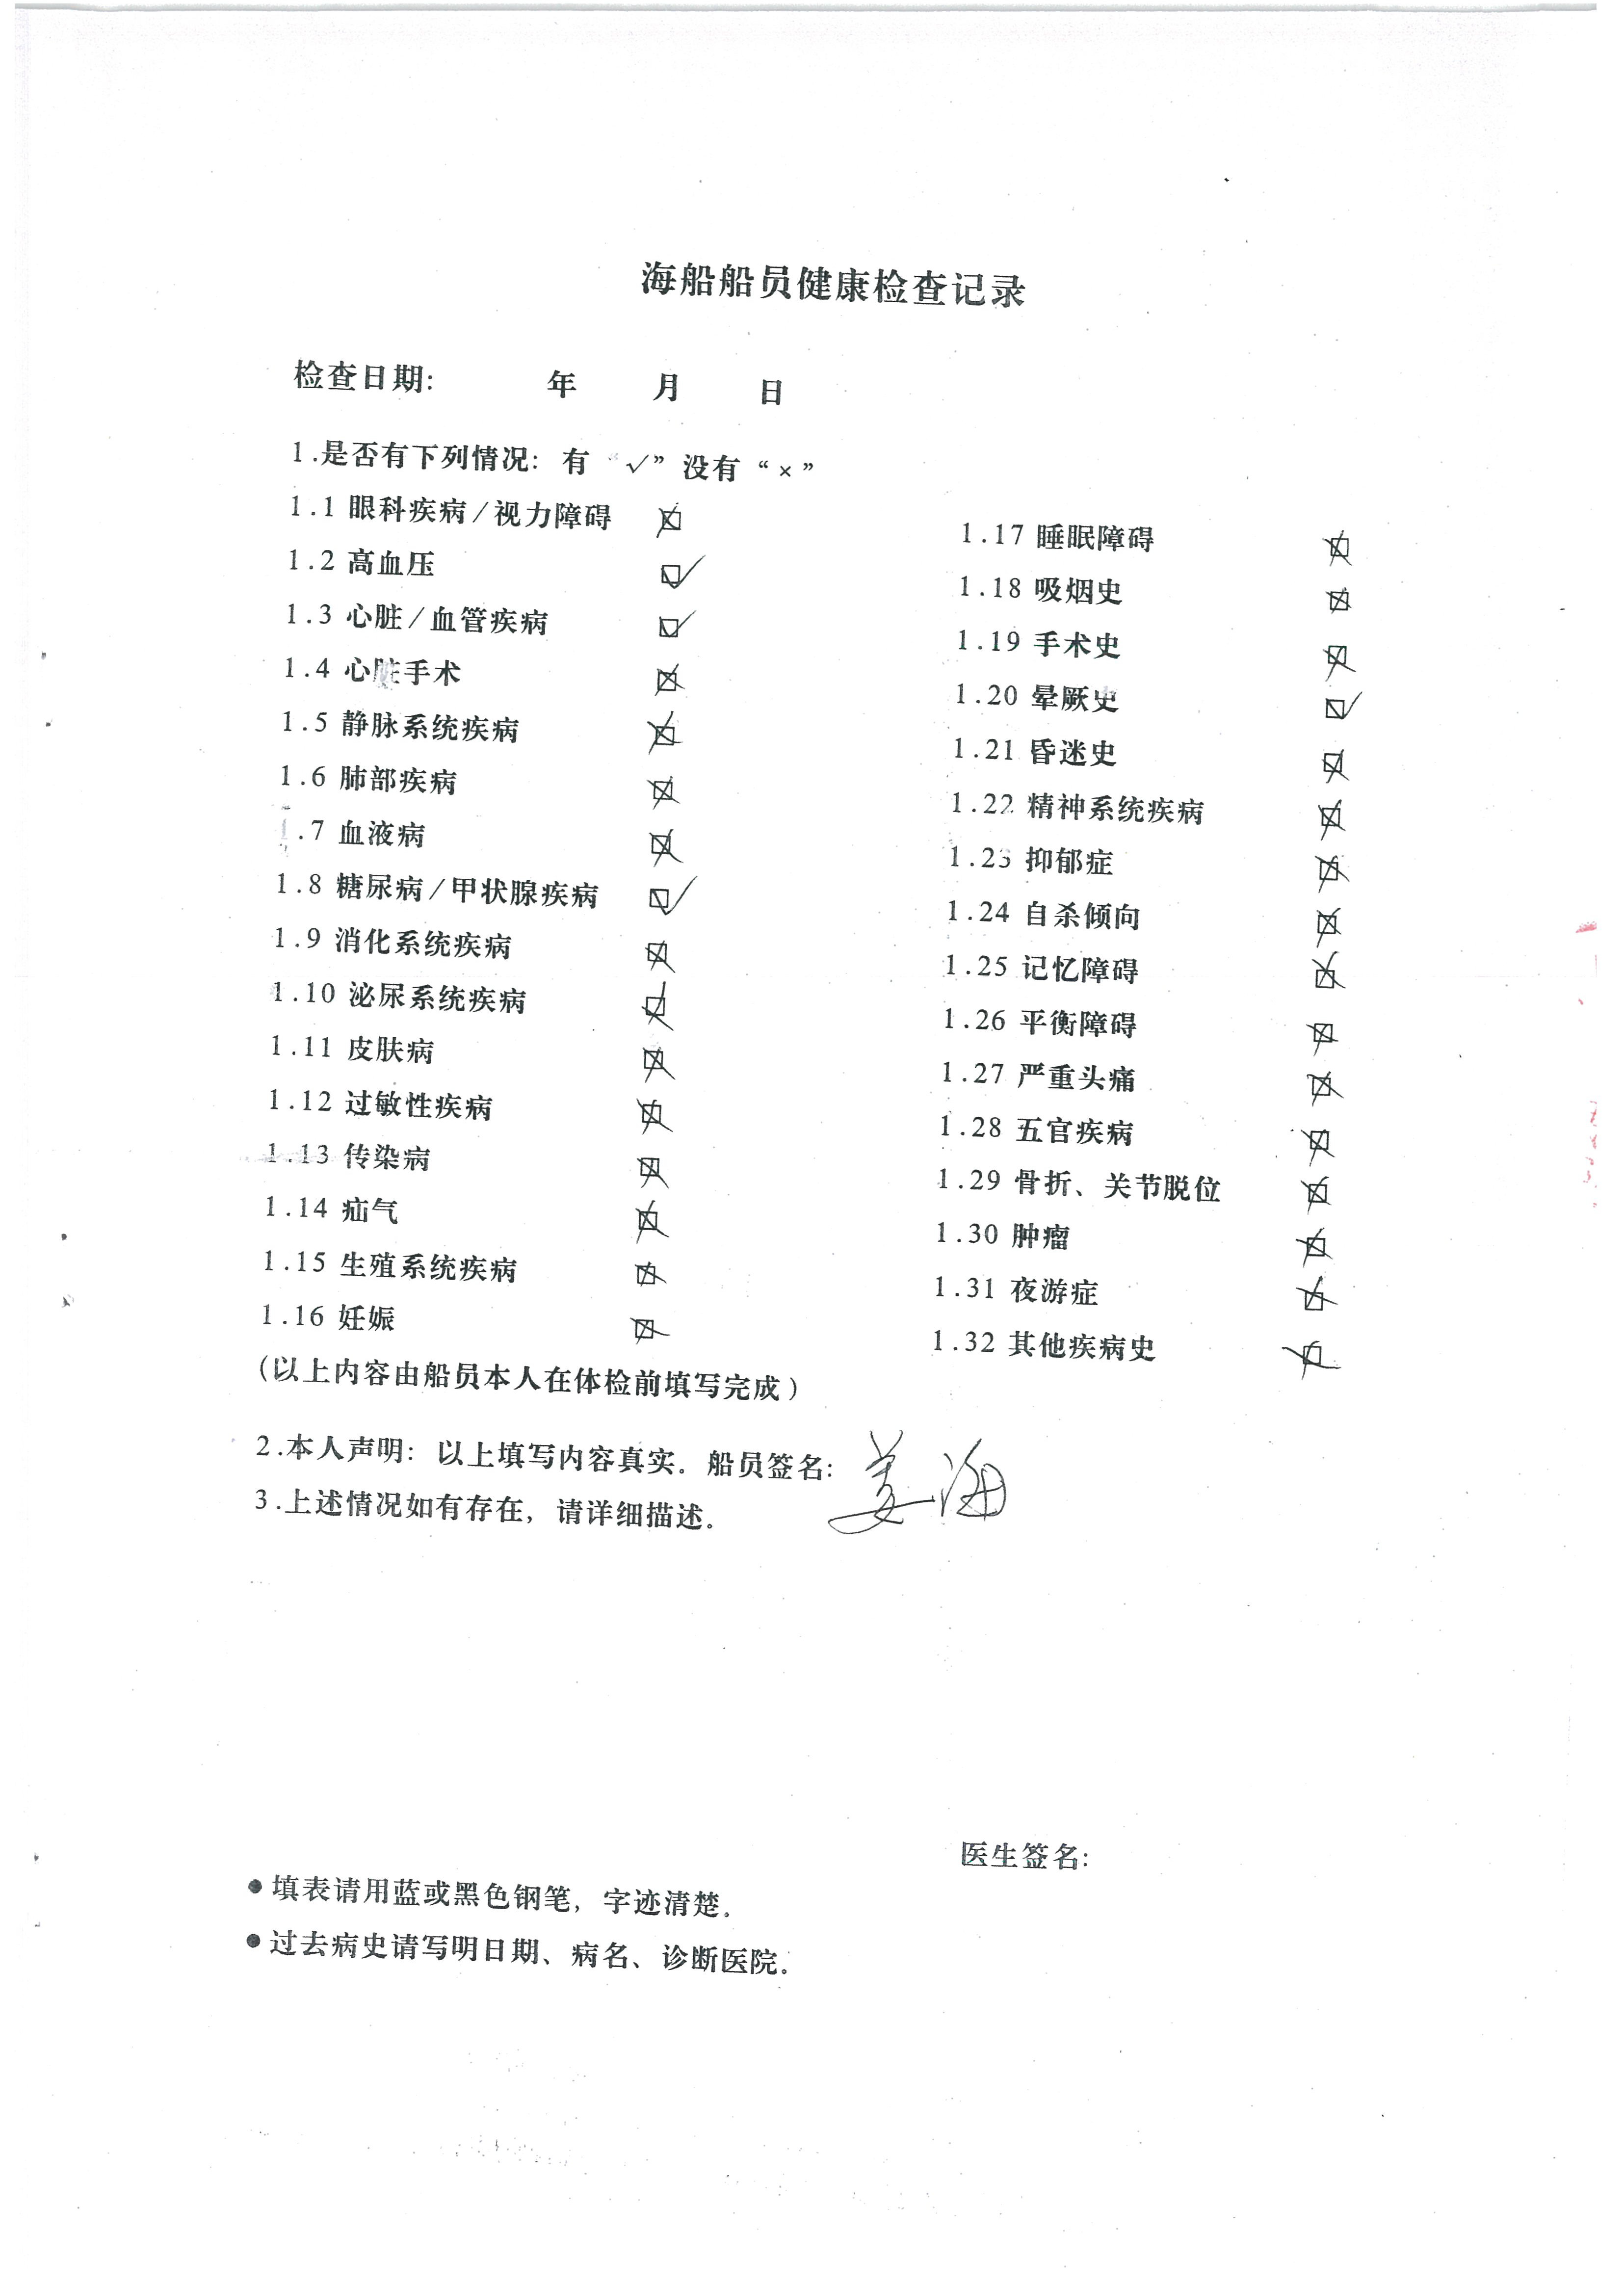 海船船员健康检查记录
检查日期: 年 月 日
1.是否有下列情况: 有 “√” 没有 “×”
1.1 眼科疾病/视力障碍 ×
1.2 高血压 √
1.3 心脏/血管疾病 √
1.4 心脏手术 ×
1.5 静脉系统疾病 ×
1.6 肺部疾病 ×
1.7 血液病 ×
1.8 糖尿病/甲状腺疾病 √
1.9 消化系统疾病 ×
1.10 泌尿系统疾病 ×
1.11 皮肤病 ×
1.12 过敏性疾病 ×
1.13 传染病 ×
1.14 疝气 ×
1.15 生殖系统疾病 ×
1.16 妊娠 ×
1.17 睡眠障碍 ×
1.18 吸烟史 ×
1.19 手术史 ×
1.20 晕厥史 √
1.21 昏迷史 ×
1.22 精神系统疾病 ×
1.23 抑郁症 ×
1.24 自杀倾向 ×
1.25 记忆障碍 ×
1.26 平衡障碍 ×
1.27 严重头痛 ×
1.28 五官疾病 ×
1.29 骨折、关节脱位 ×
1.30 肿瘤 ×
1.31 夜游症 ×
1.32 其他疾病史 ×
(以上内容由船员本人在体检前填写完成)
2.本人声明: 以上填写内容真实. 船员签名: 姜海
3.上述情况如有存在, 请详细描述.
医生签名:
● 填表请用蓝或黑色钢笔, 字迹清楚.
● 过去病史请写明日期、病名、诊断医院.